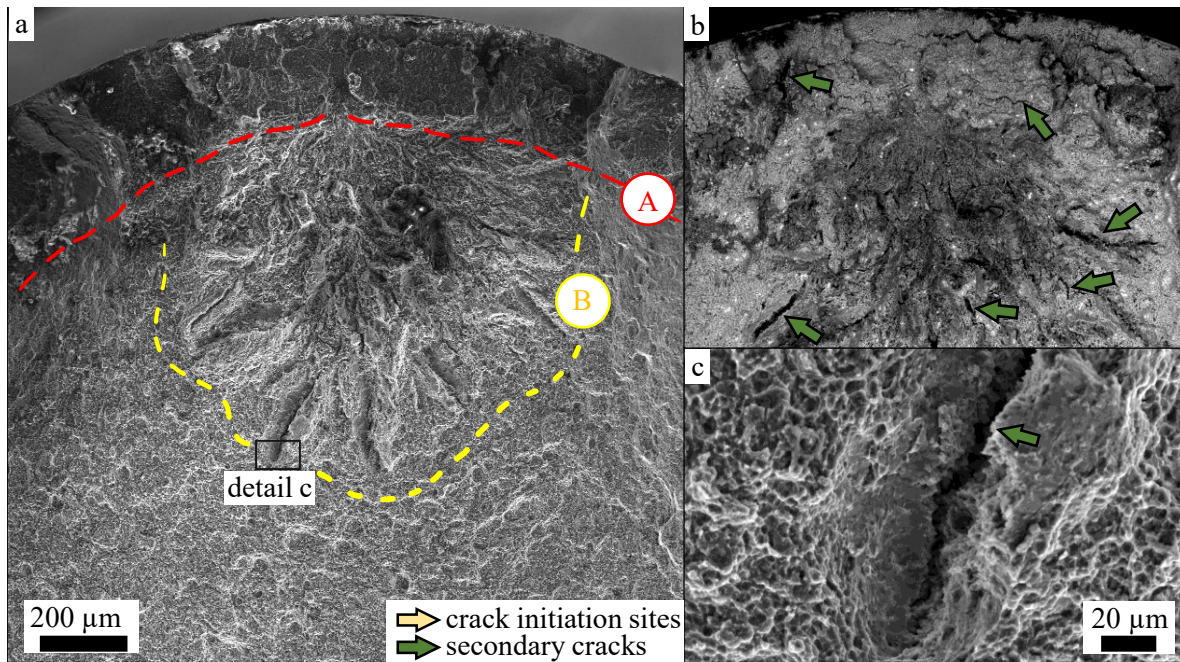 a
b
A
B
c
detail c
200 µm
crack initiation sites
secondary cracks
20 µm